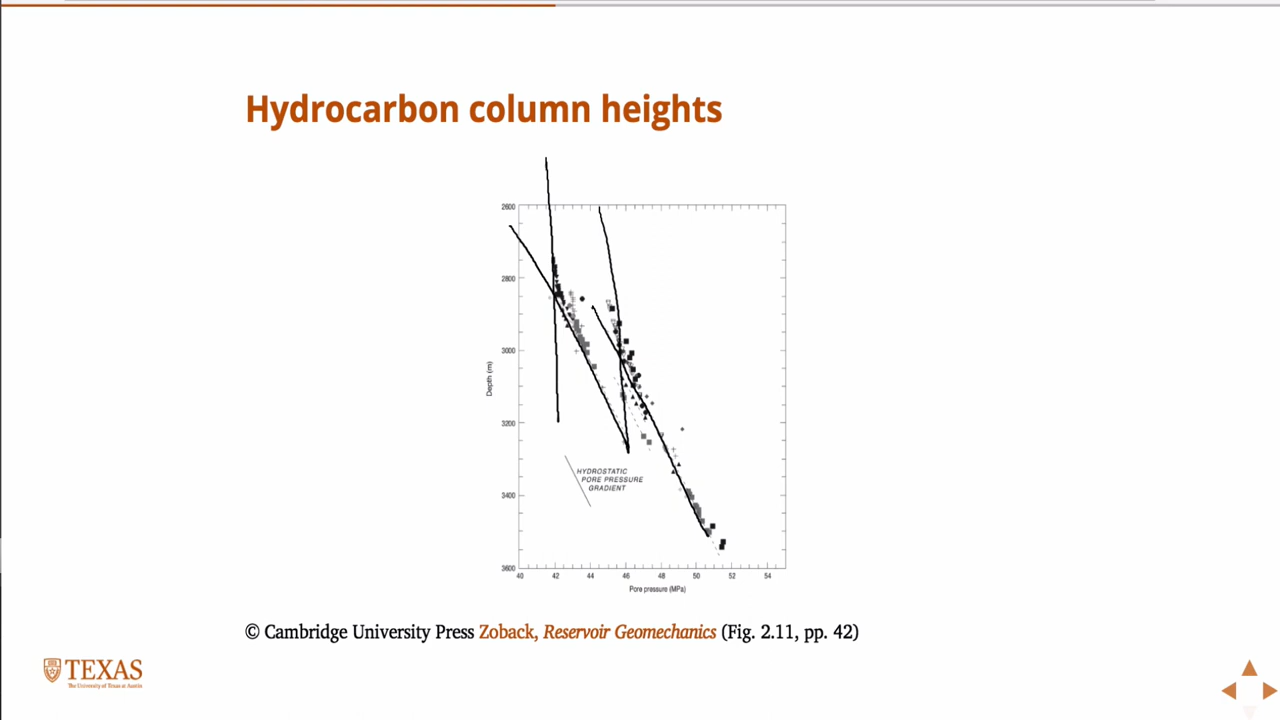 Hydrocarbon column heights
2600
2800
3000
3200
3400
3600
Depth (m)
HYDROSTATIC
PORE PRESSURE
GRADIENT
40 42 44 46 48 50 52 54
Pore pressure (MPa)
© Cambridge University Press Zoback, Reservoir Geomechanics (Fig. 2.11, pp. 42)
TEXAS
The University of Texas at Austin